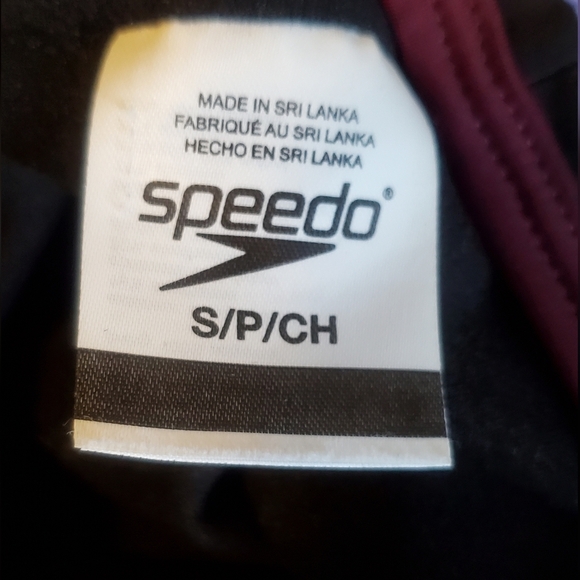 MADE IN SRI LANKA
FABRIQUÉ AU SRI LANKA
HECHO EN SRI LANKA
speedo®
S/P/CH